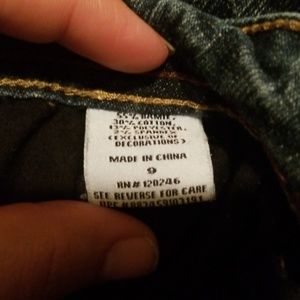 55% RAMIE,
30% COTTON,
13% POLYESTER,
2% SPANDEX
(EXCLUSIVE OF
DECORATIONS)
MADE IN CHINA
9
RN# 120246
SEE REVERSE FOR CARE